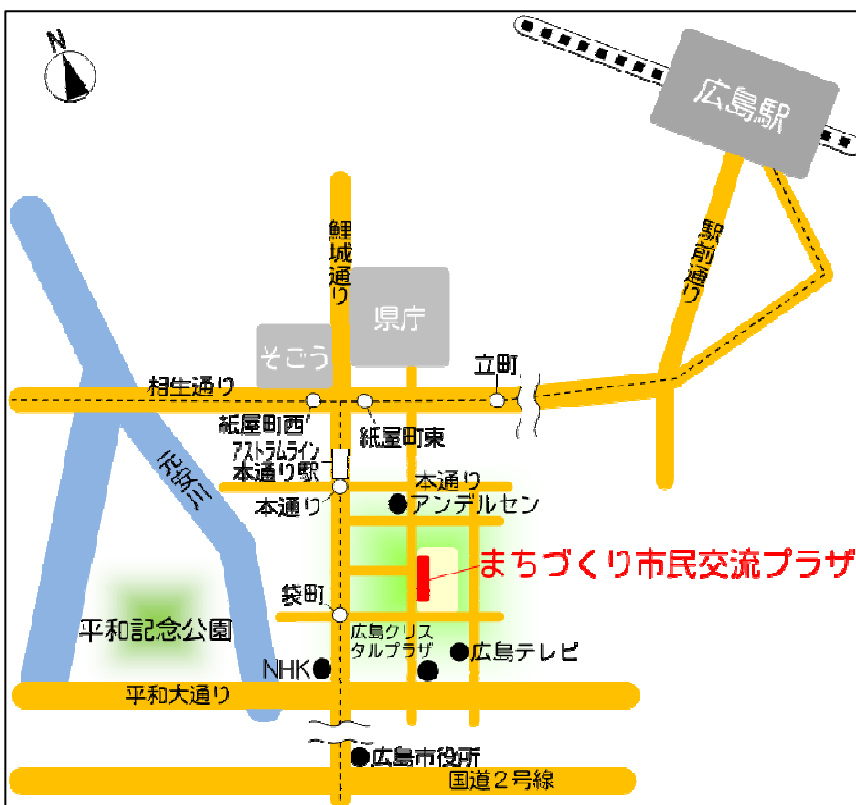 N
広島駅
鯉城通り
駅前通り
県庁
そごう
立町
相生通り
紙屋町西
紙屋町東
アストラムライン
本通り駅
本通り
本通り
アンデルセン
元安川
まちづくり市民交流プラザ
袋町
平和記念公園
広島クリス
タルプラザ
広島テレビ
NHK
平和大通り
広島市役所
国道2号線